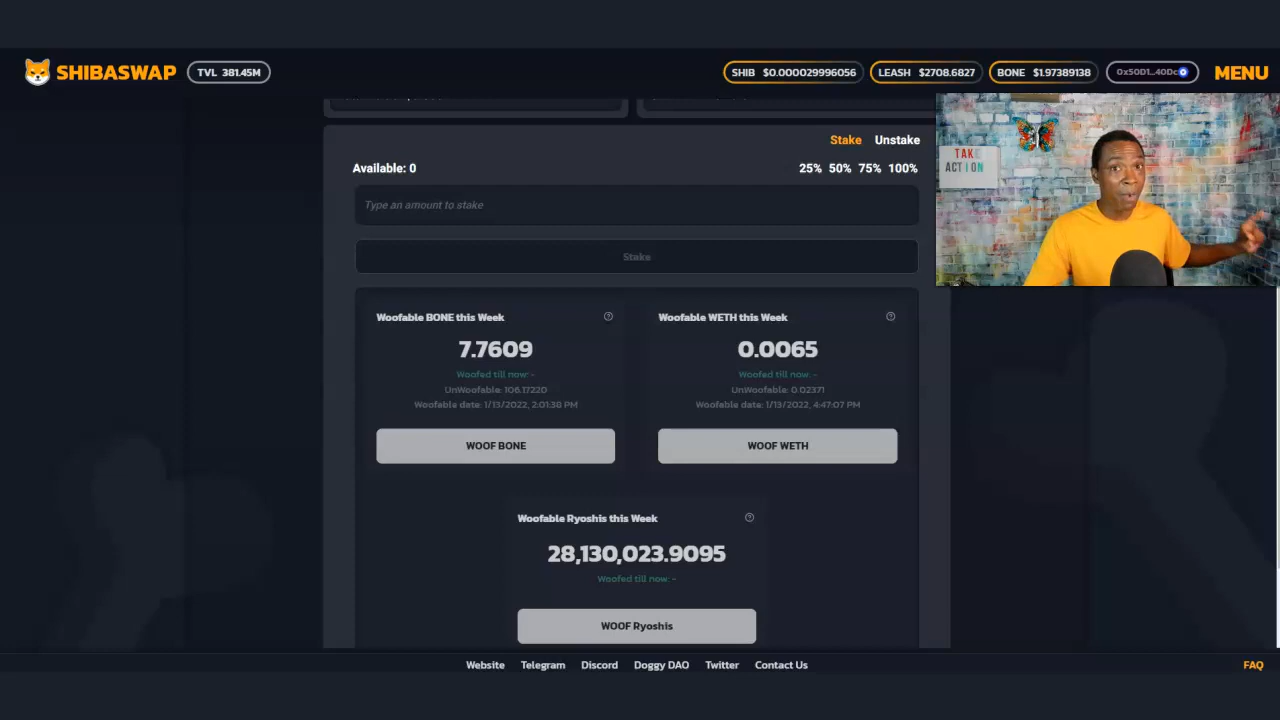 SHIBASWAP
TVL 381.45M
SHIB $0.000029996056
LEASH $2708.6827
BONE $1.97389138
0x50D1...40Dc
MENU
TAKE
ACTION
Stake Unstake
Available: 0
25% 50% 75% 100%
Type an amount to stake
Stake
Woofable BONE this Week
7.7609
Woofed till now: -
UnWoofable: 106.17220
Woofable date: 1/13/2022, 2:01:38 PM
WOOF BONE
Woofable WETH this Week
0.0065
Woofed till now: -
UnWoofable: 0.02371
Woofable date: 1/13/2022, 4:47:07 PM
WOOF WETH
Woofable Ryoshis this Week
28,130,023.9095
Woofed till now: -
WOOF Ryoshis
Website Telegram Discord Doggy DAO Twitter Contact Us
FAQ